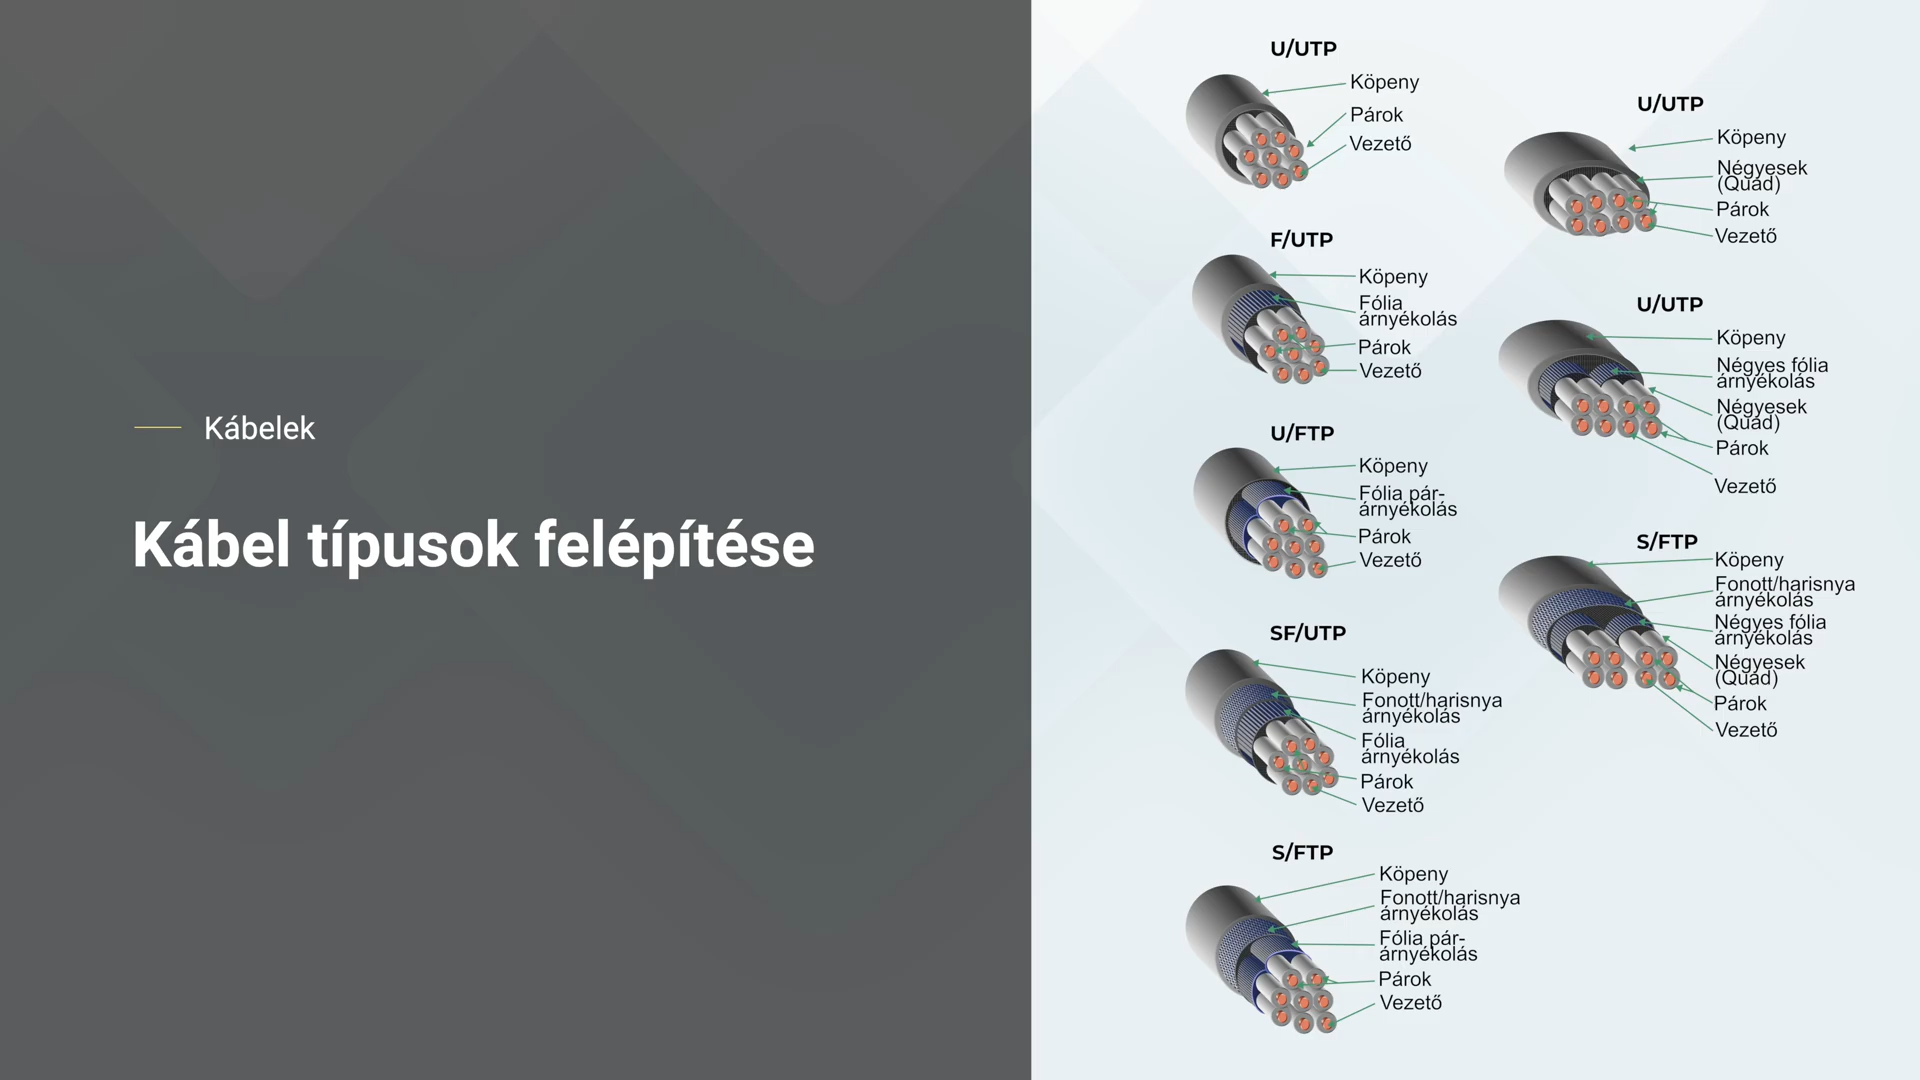 Kábelek
Kábel típusok felépítése
U/UTP
Köpeny
Párok
Vezető
F/UTP
Köpeny
Fólia
árnyékolás
Párok
Vezető
U/FTP
Köpeny
Fólia pár-
árnyékolás
Párok
Vezető
SF/UTP
Köpeny
Fonott/harisnya
árnyékolás
Fólia
árnyékolás
Párok
Vezető
S/FTP
Köpeny
Fonott/harisnya
árnyékolás
Fólia pár-
árnyékolás
Párok
Vezető
U/UTP
Köpeny
Négyesek
(Quad)
Párok
Vezető
U/UTP
Köpeny
Négyes fólia
árnyékolás
Négyesek
(Quad)
Párok
Vezető
S/FTP
Köpeny
Fonott/harisnya
árnyékolás
Négyes fólia
árnyékolás
Négyesek
(Quad)
Párok
Vezető